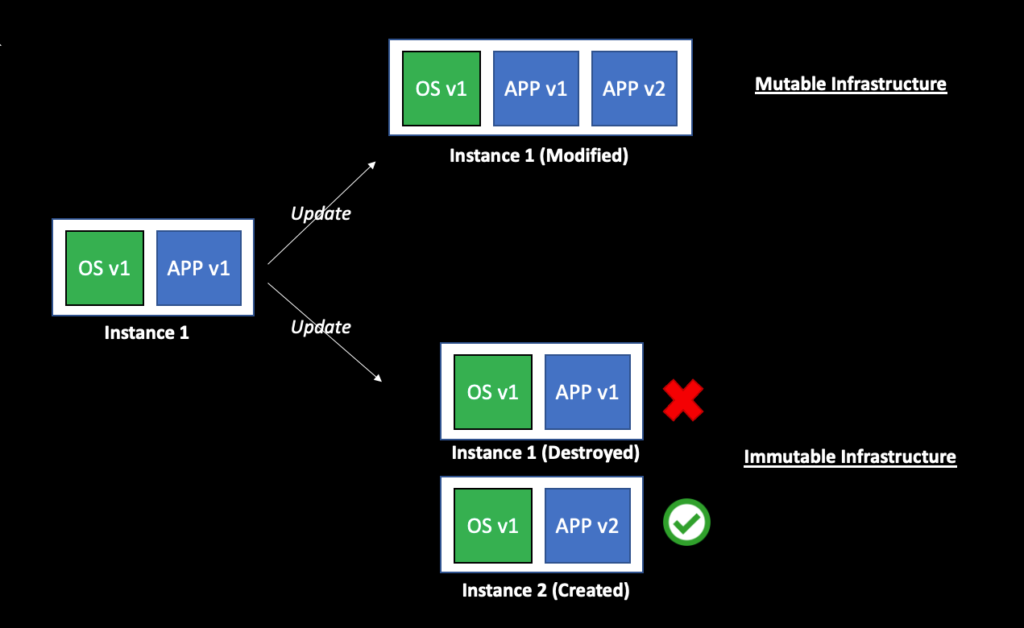 OS v1
APP v1
APP v2
Instance 1 (Modified)
Mutable Infrastructure
Update
OS v1
APP v1
Instance 1
Update
OS v1
APP v1
Instance 1 (Destroyed)
Immutable Infrastructure
OS v1
APP v2
Instance 2 (Created)